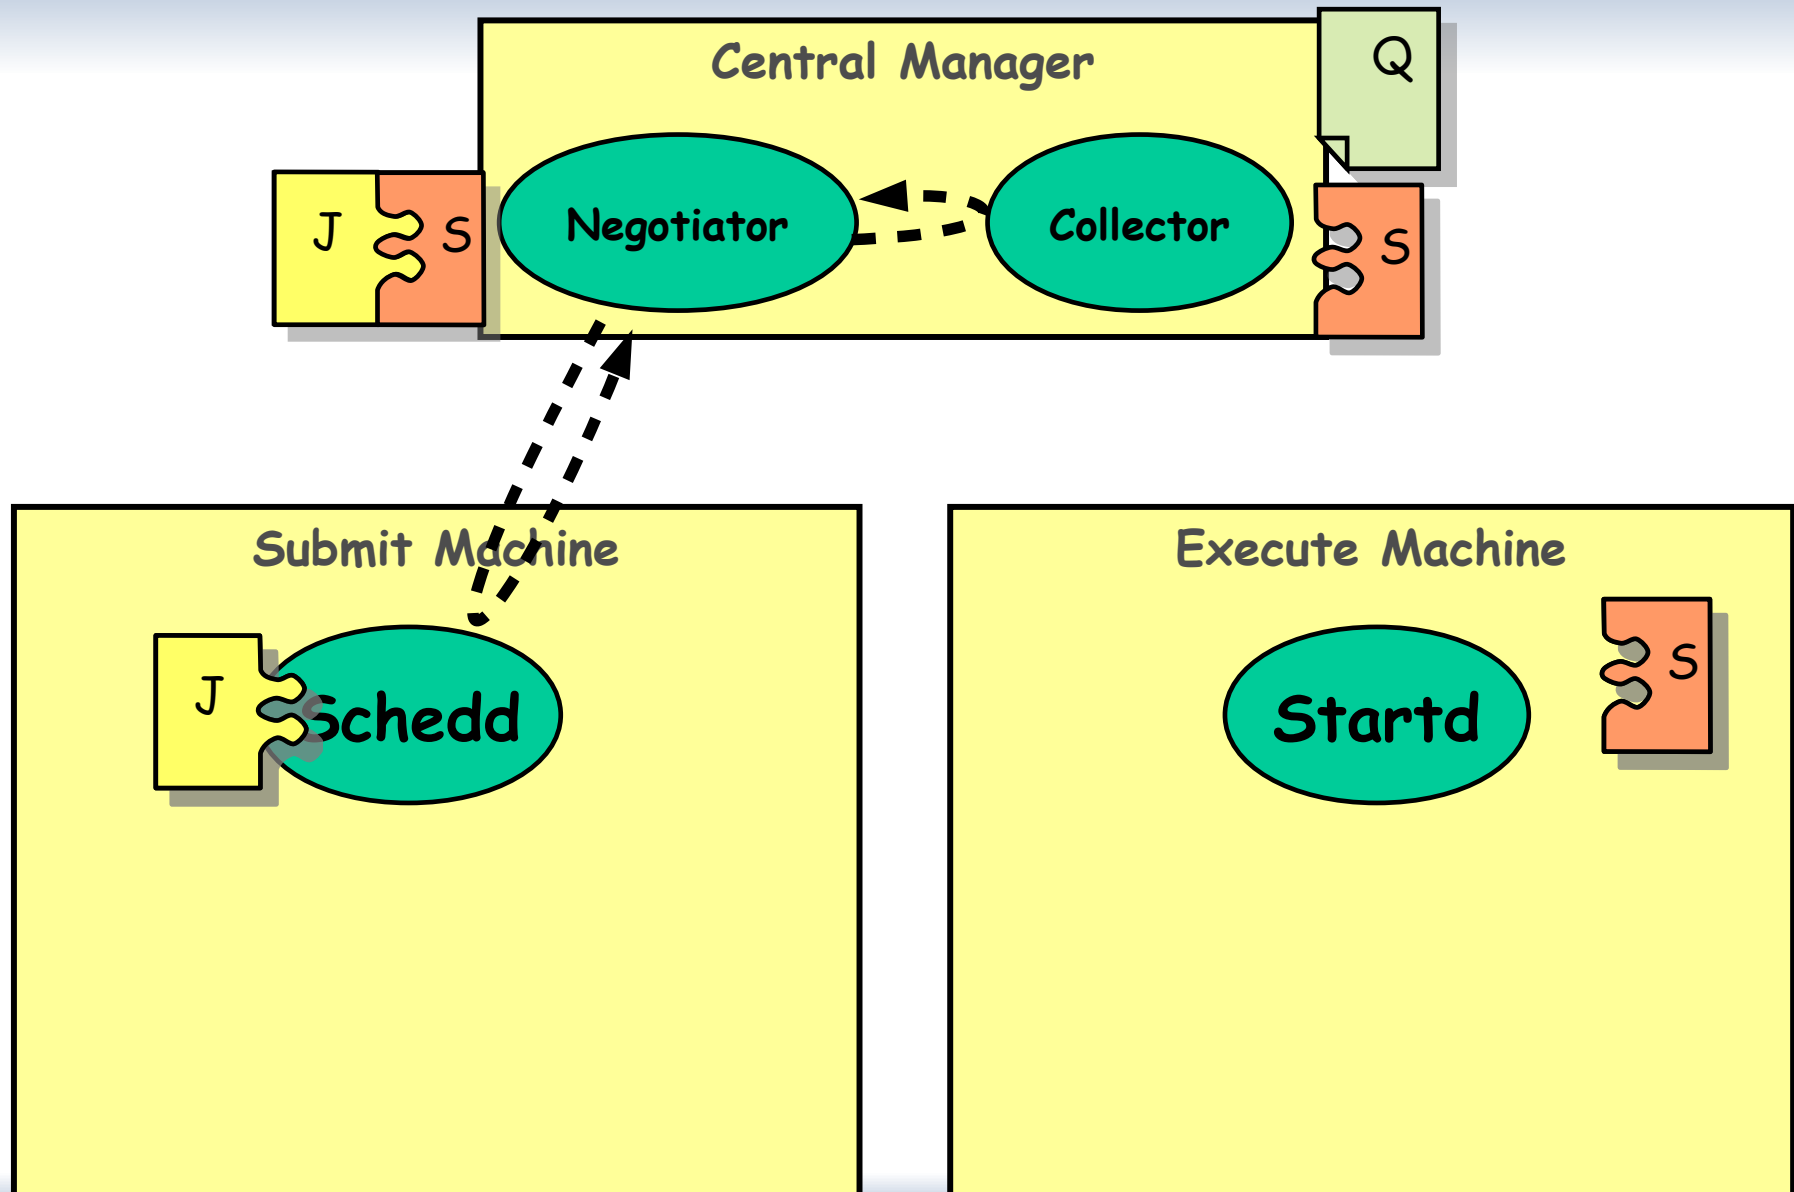 Central Manager
Q
J
S
Negotiator
Collector
S
Submit Machine
Execute Machine
J
Schedd
Startd
S